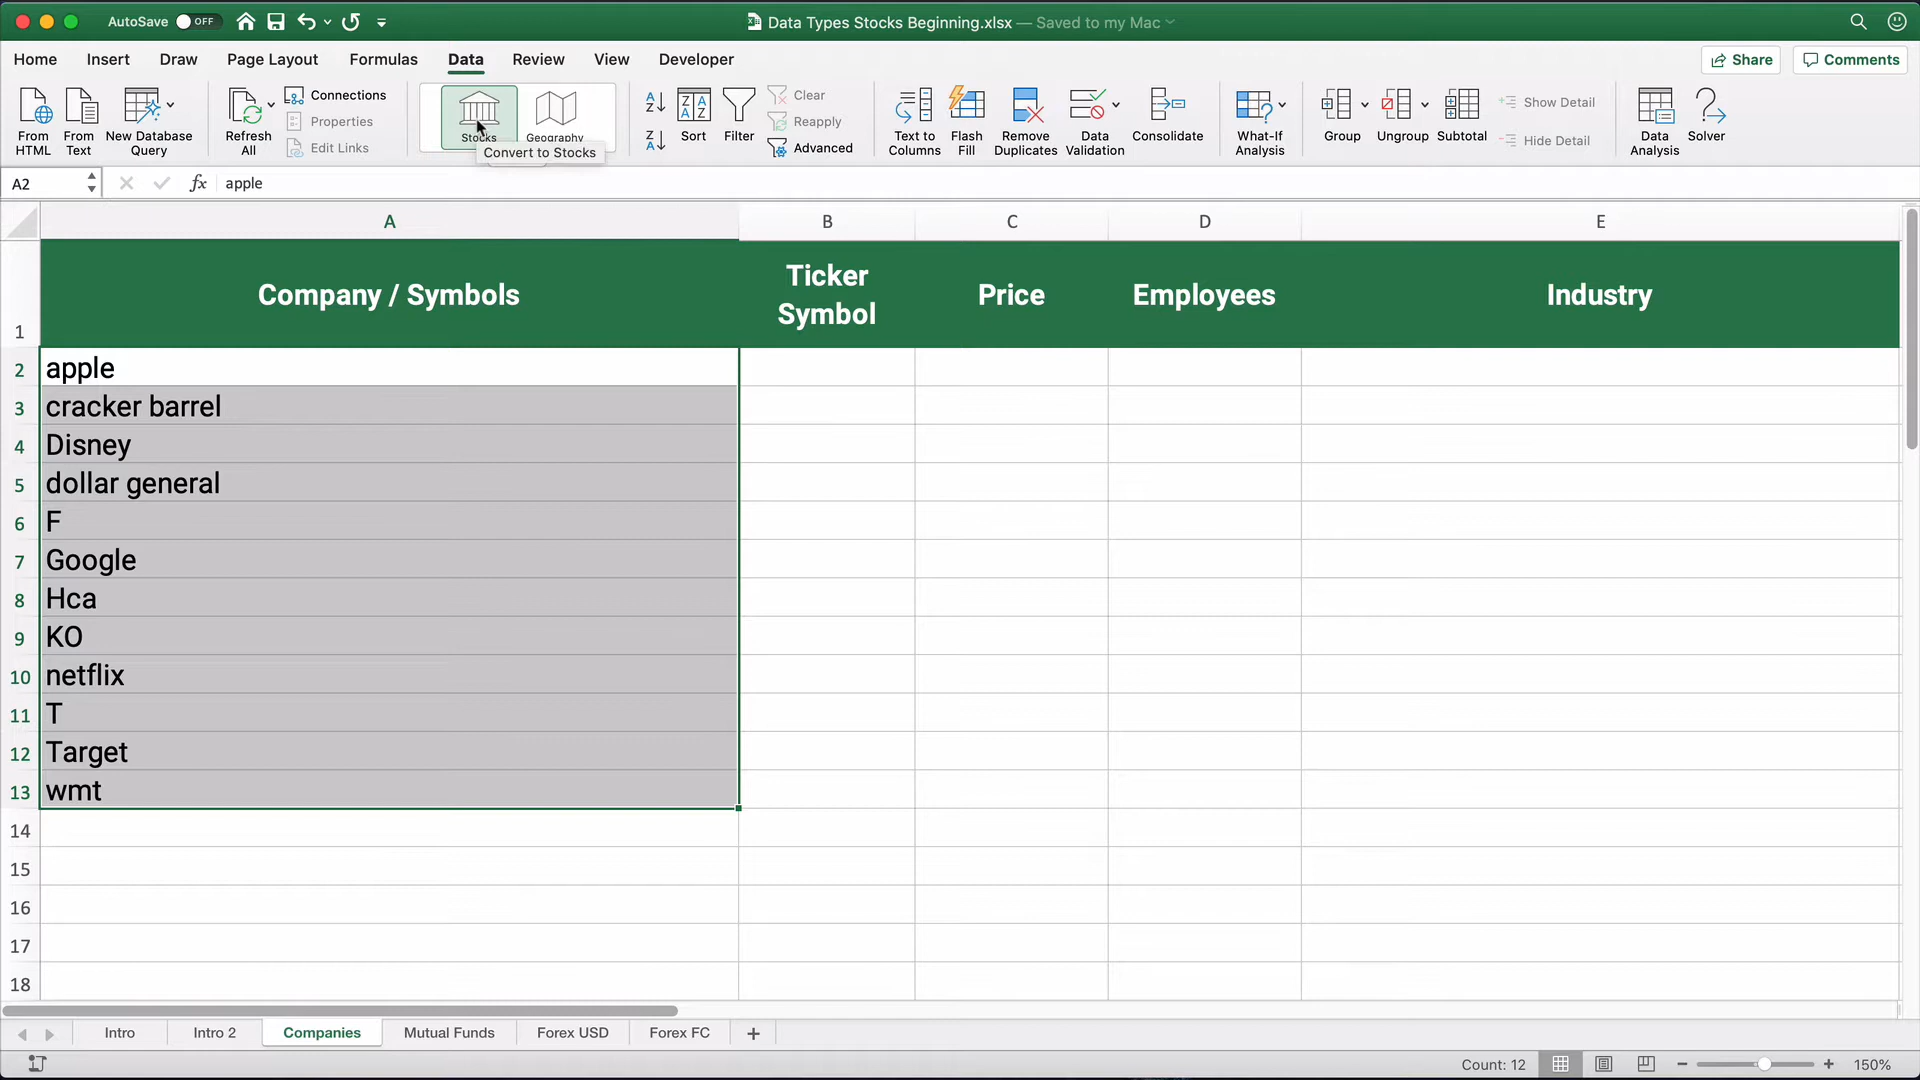 AutoSave OFF
Data Types Stocks Beginning.xlsx — Saved to my Mac
Home Insert Draw Page Layout Formulas Data Review View Developer Share Comments
From HTML
From Text
New Database Query
Refresh All
Connections
Properties
Edit Links
Stocks
Geography
Convert to Stocks
Sort
Filter
Clear
Reapply
Advanced
Text to Columns
Flash Fill
Remove Duplicates
Data Validation
Consolidate
What-If Analysis
Group
Ungroup
Subtotal
Show Detail
Hide Detail
Data Analysis
Solver
A2 fx apple
A B C D E
1 Company / Symbols Ticker Symbol Price Employees Industry
2 apple
3 cracker barrel
4 Disney
5 dollar general
6 F
7 Google
8 Hca
9 KO
10 netflix
11 T
12 Target
13 wmt
14
15
16
17
18
Intro Intro 2 Companies Mutual Funds Forex USD Forex FC +
Count: 12 150%